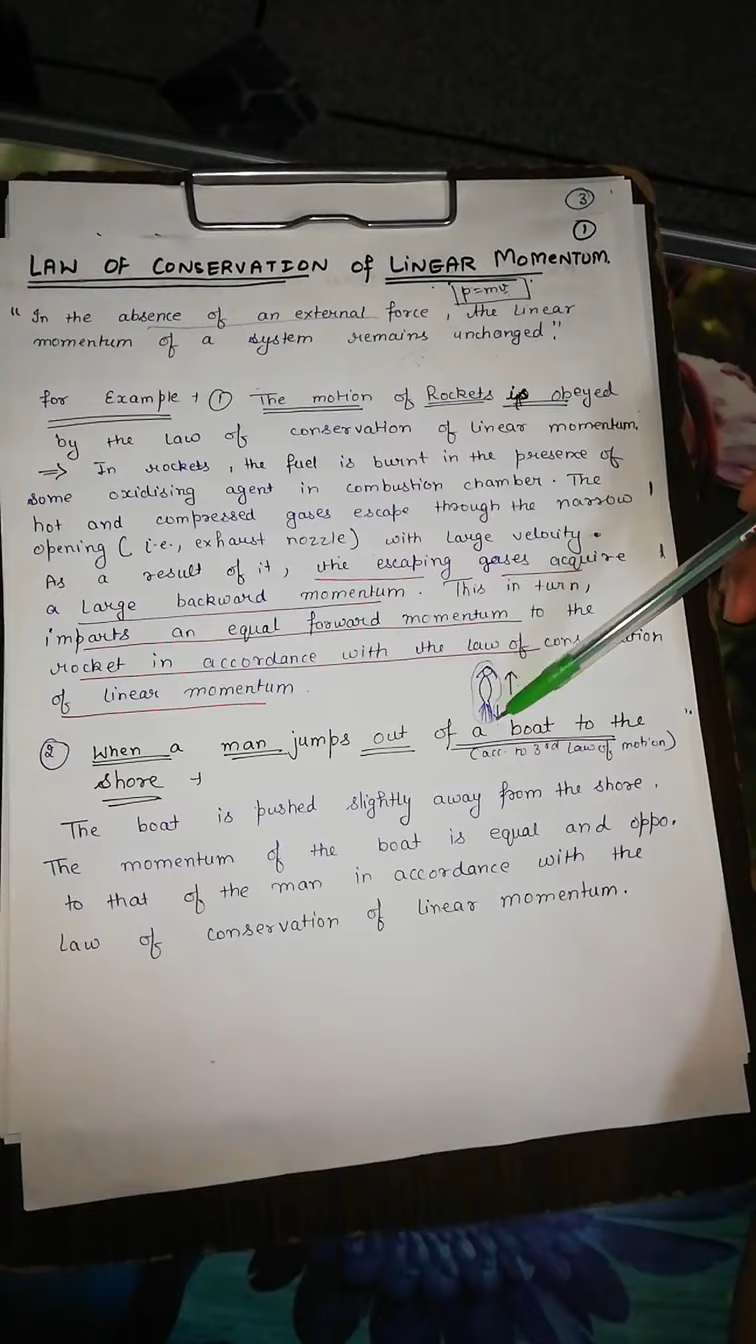 3
1
LAW OF CONSERVATION of LINEAR MOMENTUM.
p=mv
" In the absence of an external force, the Linear
momentum of a system remains unchanged."
for Example → ① The motion of Rockets is obeyed
by the law of conservation of linear momentum.
⇒ In rockets, the fuel is burnt in the presence of
some oxidising agent in combustion chamber. The
hot and compressed gases escape through the narrow
opening (i.e., exhaust nozzle) with large velocity.
As a result of it, the escaping gases acquire
a large backward momentum. This in turn,
imparts an equal forward momentum to the
rocket in accordance with the law of
of linear momentum.
② When a man jumps out of a boat to the
(acc. to 3rd law of motion)
shore →
The boat is pushed slightly away from the shore.
The momentum of the boat is equal and oppo.
to that of the man in accordance with the
Law of conservation of linear momentum.